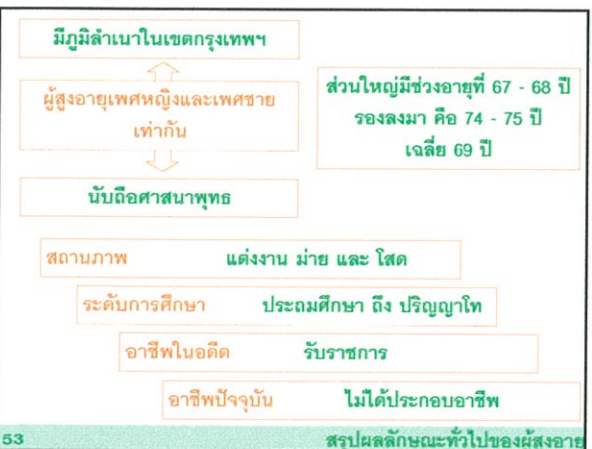 มีภูมิลำเนาในเขตกรุงเทพฯ
ผู้สูงอายุเพศหญิงและเพศชาย
เท่ากัน
นับถือศาสนาพุทธ
ส่วนใหญ่มีช่วงอายุที่ 67 - 68 ปี
รองลงมา คือ 74 - 75 ปี
เฉลี่ย 69 ปี
สถานภาพ แต่งงาน ม่าย และ โสด
ระดับการศึกษา ประถมศึกษา ถึง ปริญญาโท
อาชีพในอดีต รับราชการ
อาชีพปัจจุบัน ไม่ได้ประกอบอาชีพ
53 สรุปผลลักษณะทั่วไปของผู้สูงอาย